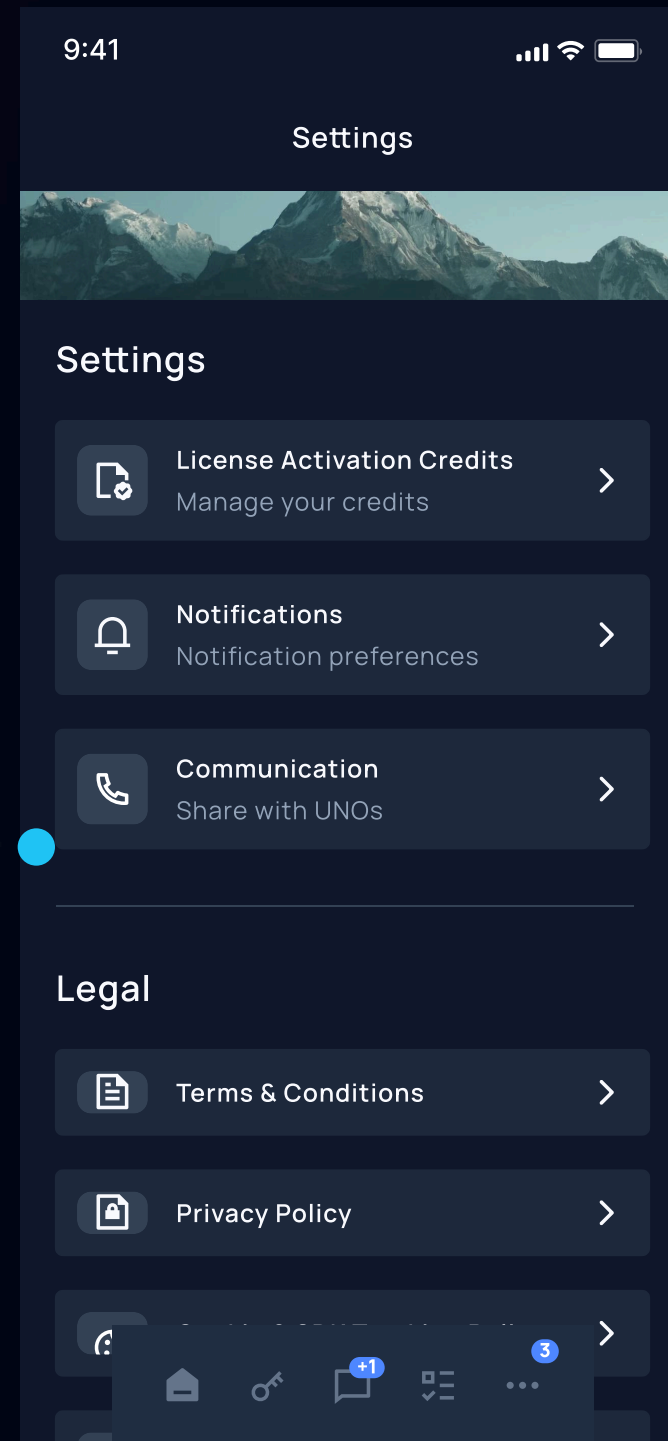 9:41
Settings
Settings
License Activation Credits
Manage your credits
Notifications
Notification preferences
Communication
Share with UNOs
Legal
Terms & Conditions
Privacy Policy
+1
3